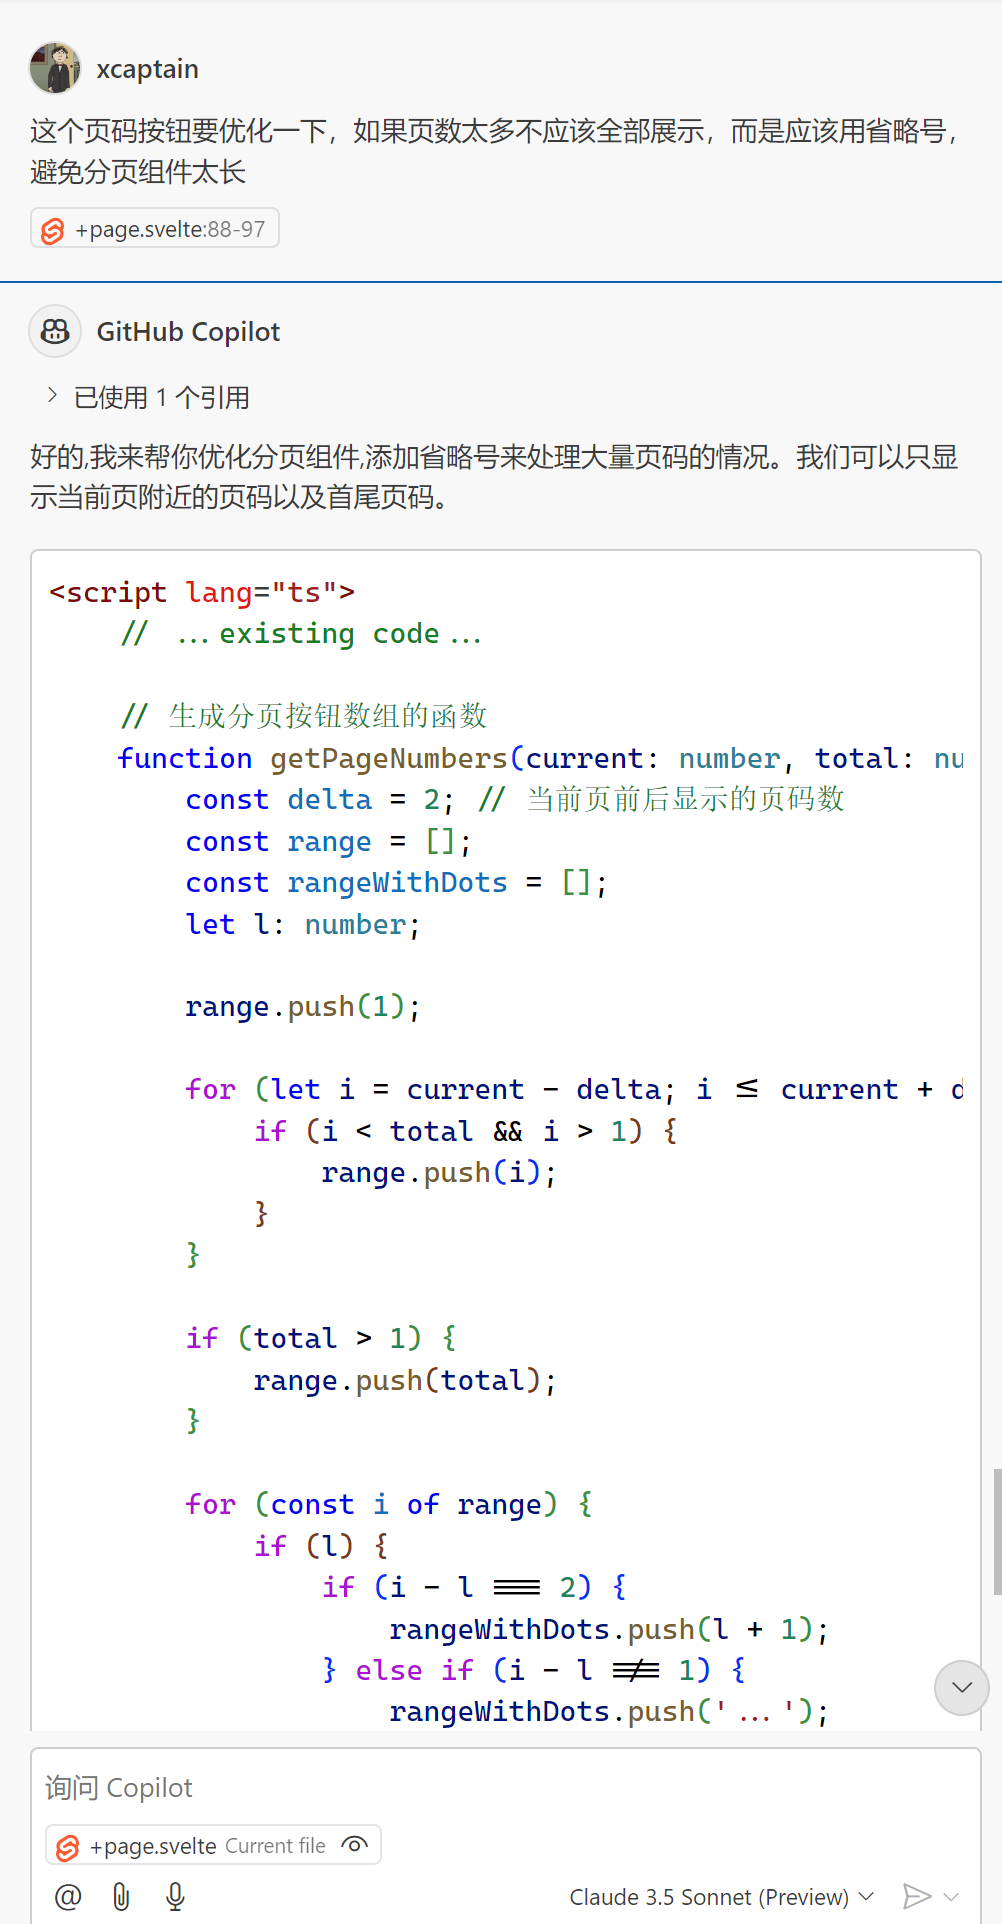 xcaptain
这个页码按钮要优化一下，如果页数太多不应该全部展示，而是应该用省略号，
避免分页组件太长
+page.svelte:88-97
GitHub Copilot
已使用 1 个引用
好的,我来帮你优化分页组件,添加省略号来处理大量页码的情况。我们可以只显
示当前页附近的页码以及首尾页码。
<script lang="ts">
// ...existing code...
// 生成分页按钮数组的函数
function getPageNumbers(current: number, total: nu
const delta = 2; // 当前页前后显示的页码数
const range = [];
const rangeWithDots = [];
let l: number;
range.push(1);
for (let i = current - delta; i <= current + d
if (i < total && i > 1) {
range.push(i);
}
}
if (total > 1) {
range.push(total);
}
for (const i of range) {
if (l) {
if (i - l === 2) {
rangeWithDots.push(l + 1);
} else if (i - l !== 1) {
rangeWithDots.push('...');
询问 Copilot
+page.svelte Current file
@
Claude 3.5 Sonnet (Preview)